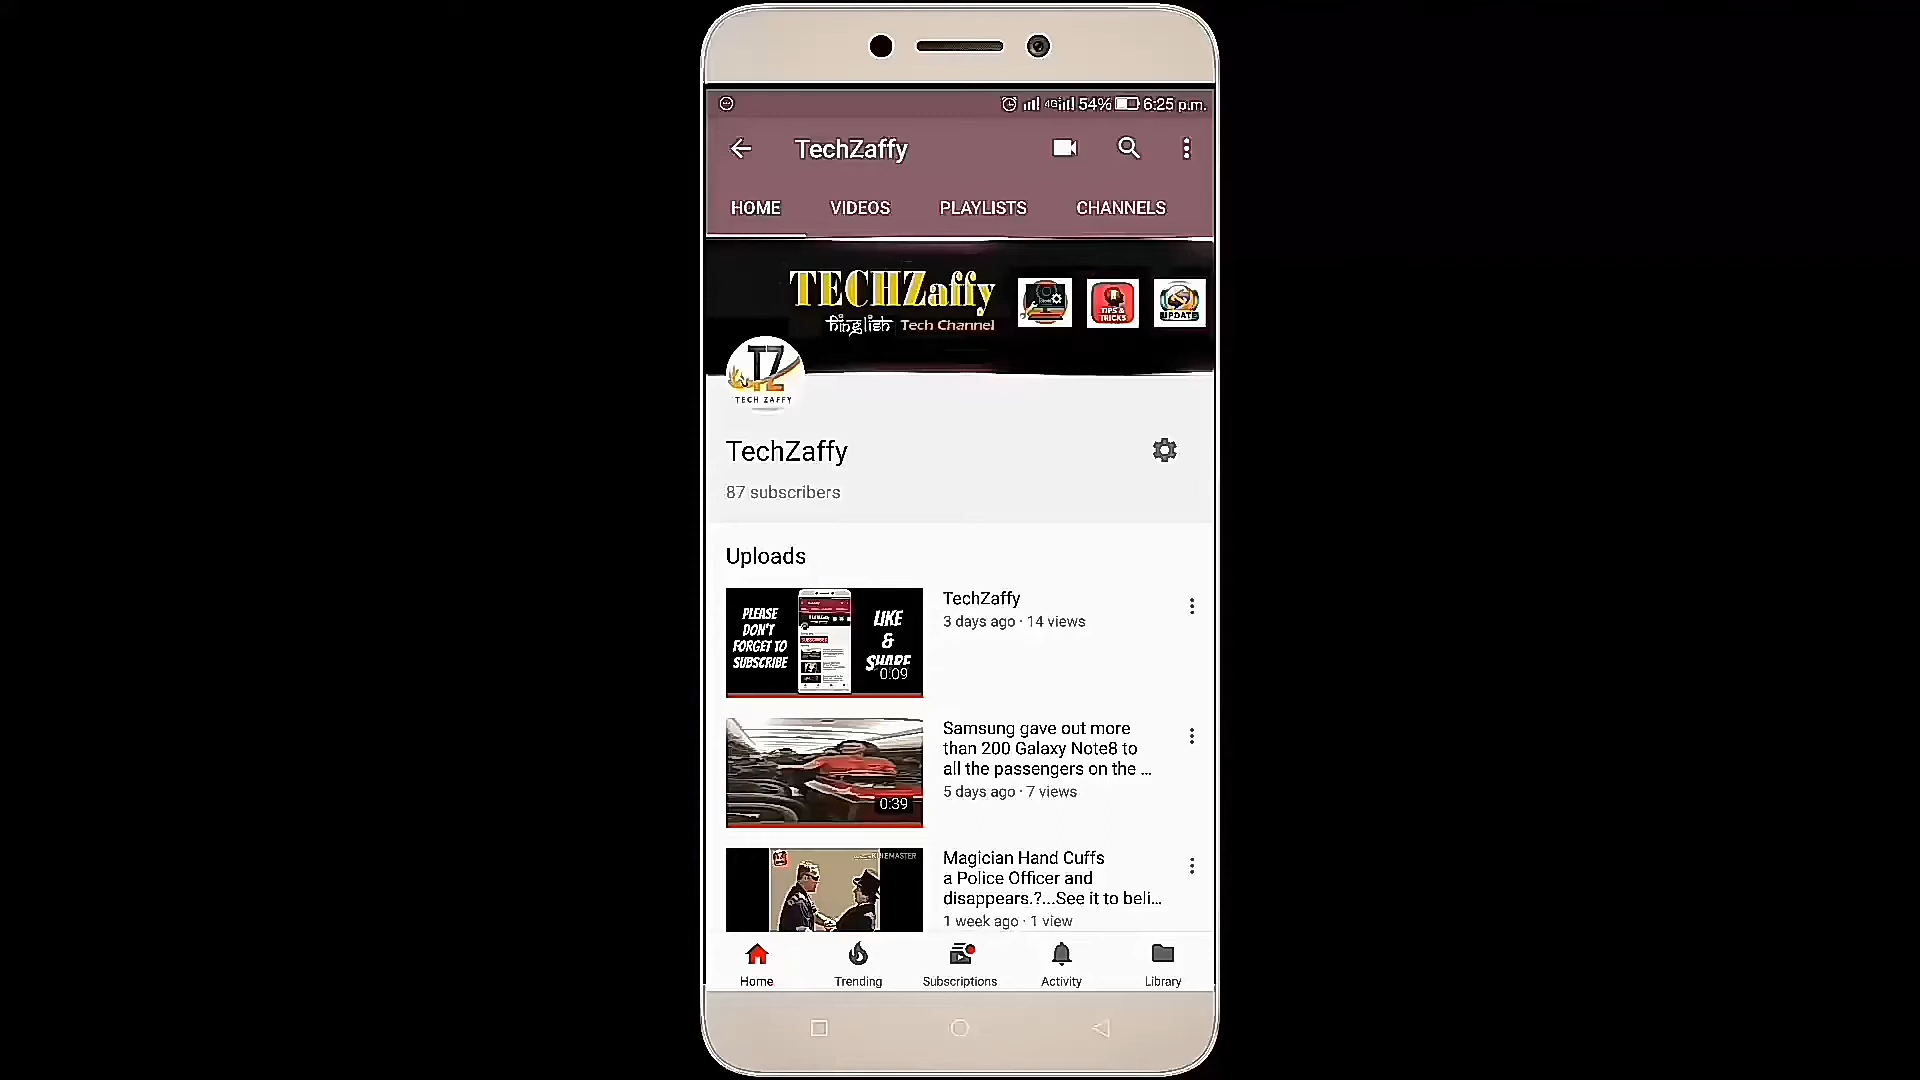 4G 54% 6:25 p.m.
TechZaffy
HOME VIDEOS PLAYLISTS CHANNELS
TECHZaffy
हिंglish Tech Channel
TIPS & TRICKS
UPDATE
TZ
TECH ZAFFY
TechZaffy
87 subscribers
Uploads
PLEASE
DON'T
FORGET TO
SUBSCRIBE
LIKE
&
SHARE
0:09
TechZaffy
3 days ago · 14 views
0:39
Samsung gave out more
than 200 Galaxy Note8 to
all the passengers on the ...
5 days ago · 7 views
KINEMASTER
Magician Hand Cuffs
a Police Officer and
disappears.?...See it to beli...
1 week ago · 1 view
Home Trending Subscriptions Activity Library